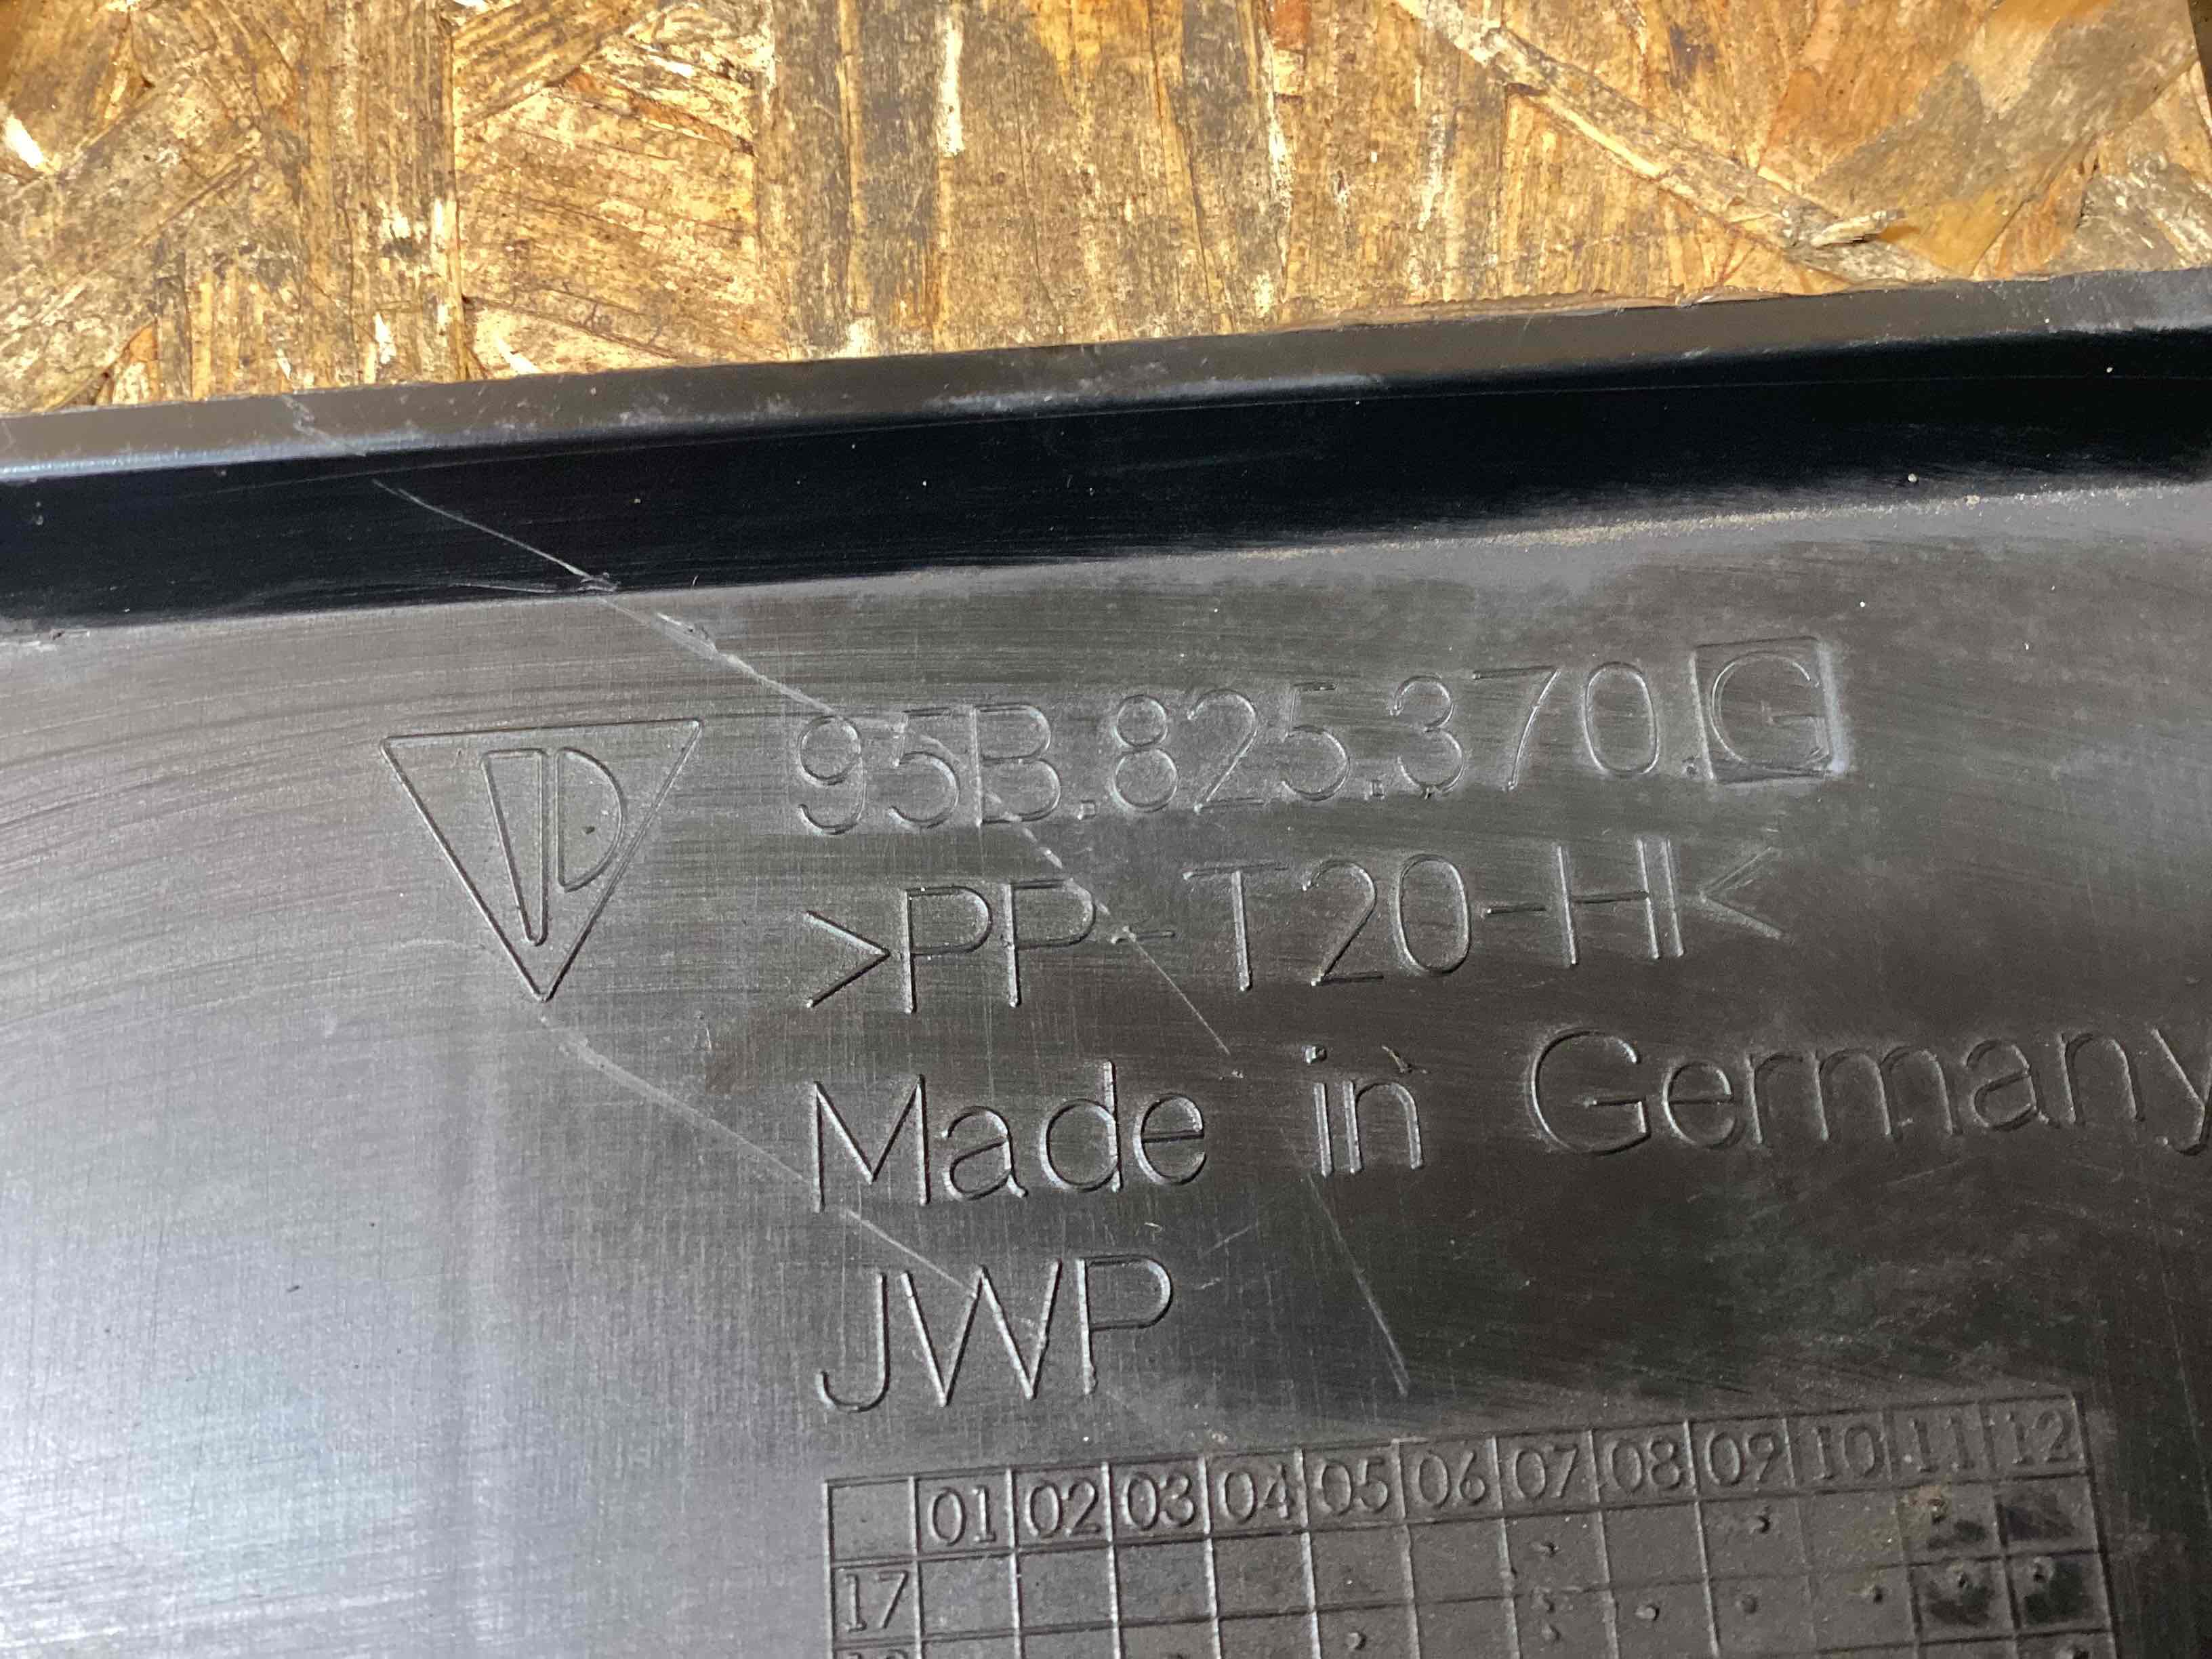 95B.825.370.G
>PP-T20-HI<
Made in Germany
JWP
01 02 03 04 05 06 07 08 09 10 11 12
17